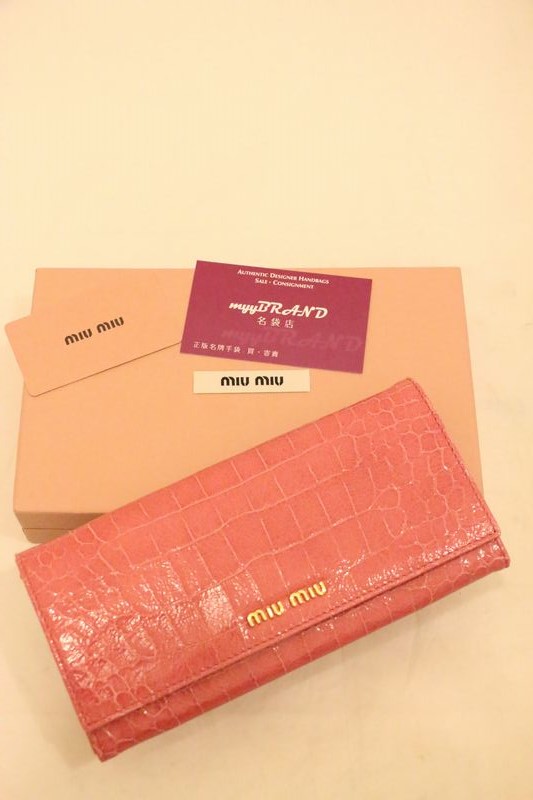 AUTHENTIC DESIGNER HANDBAGS
SALE - CONSIGNMENT
myyBRAND
名袋店
正版名牌手袋 買·寄賣
miu miu
miu miu
miu miu